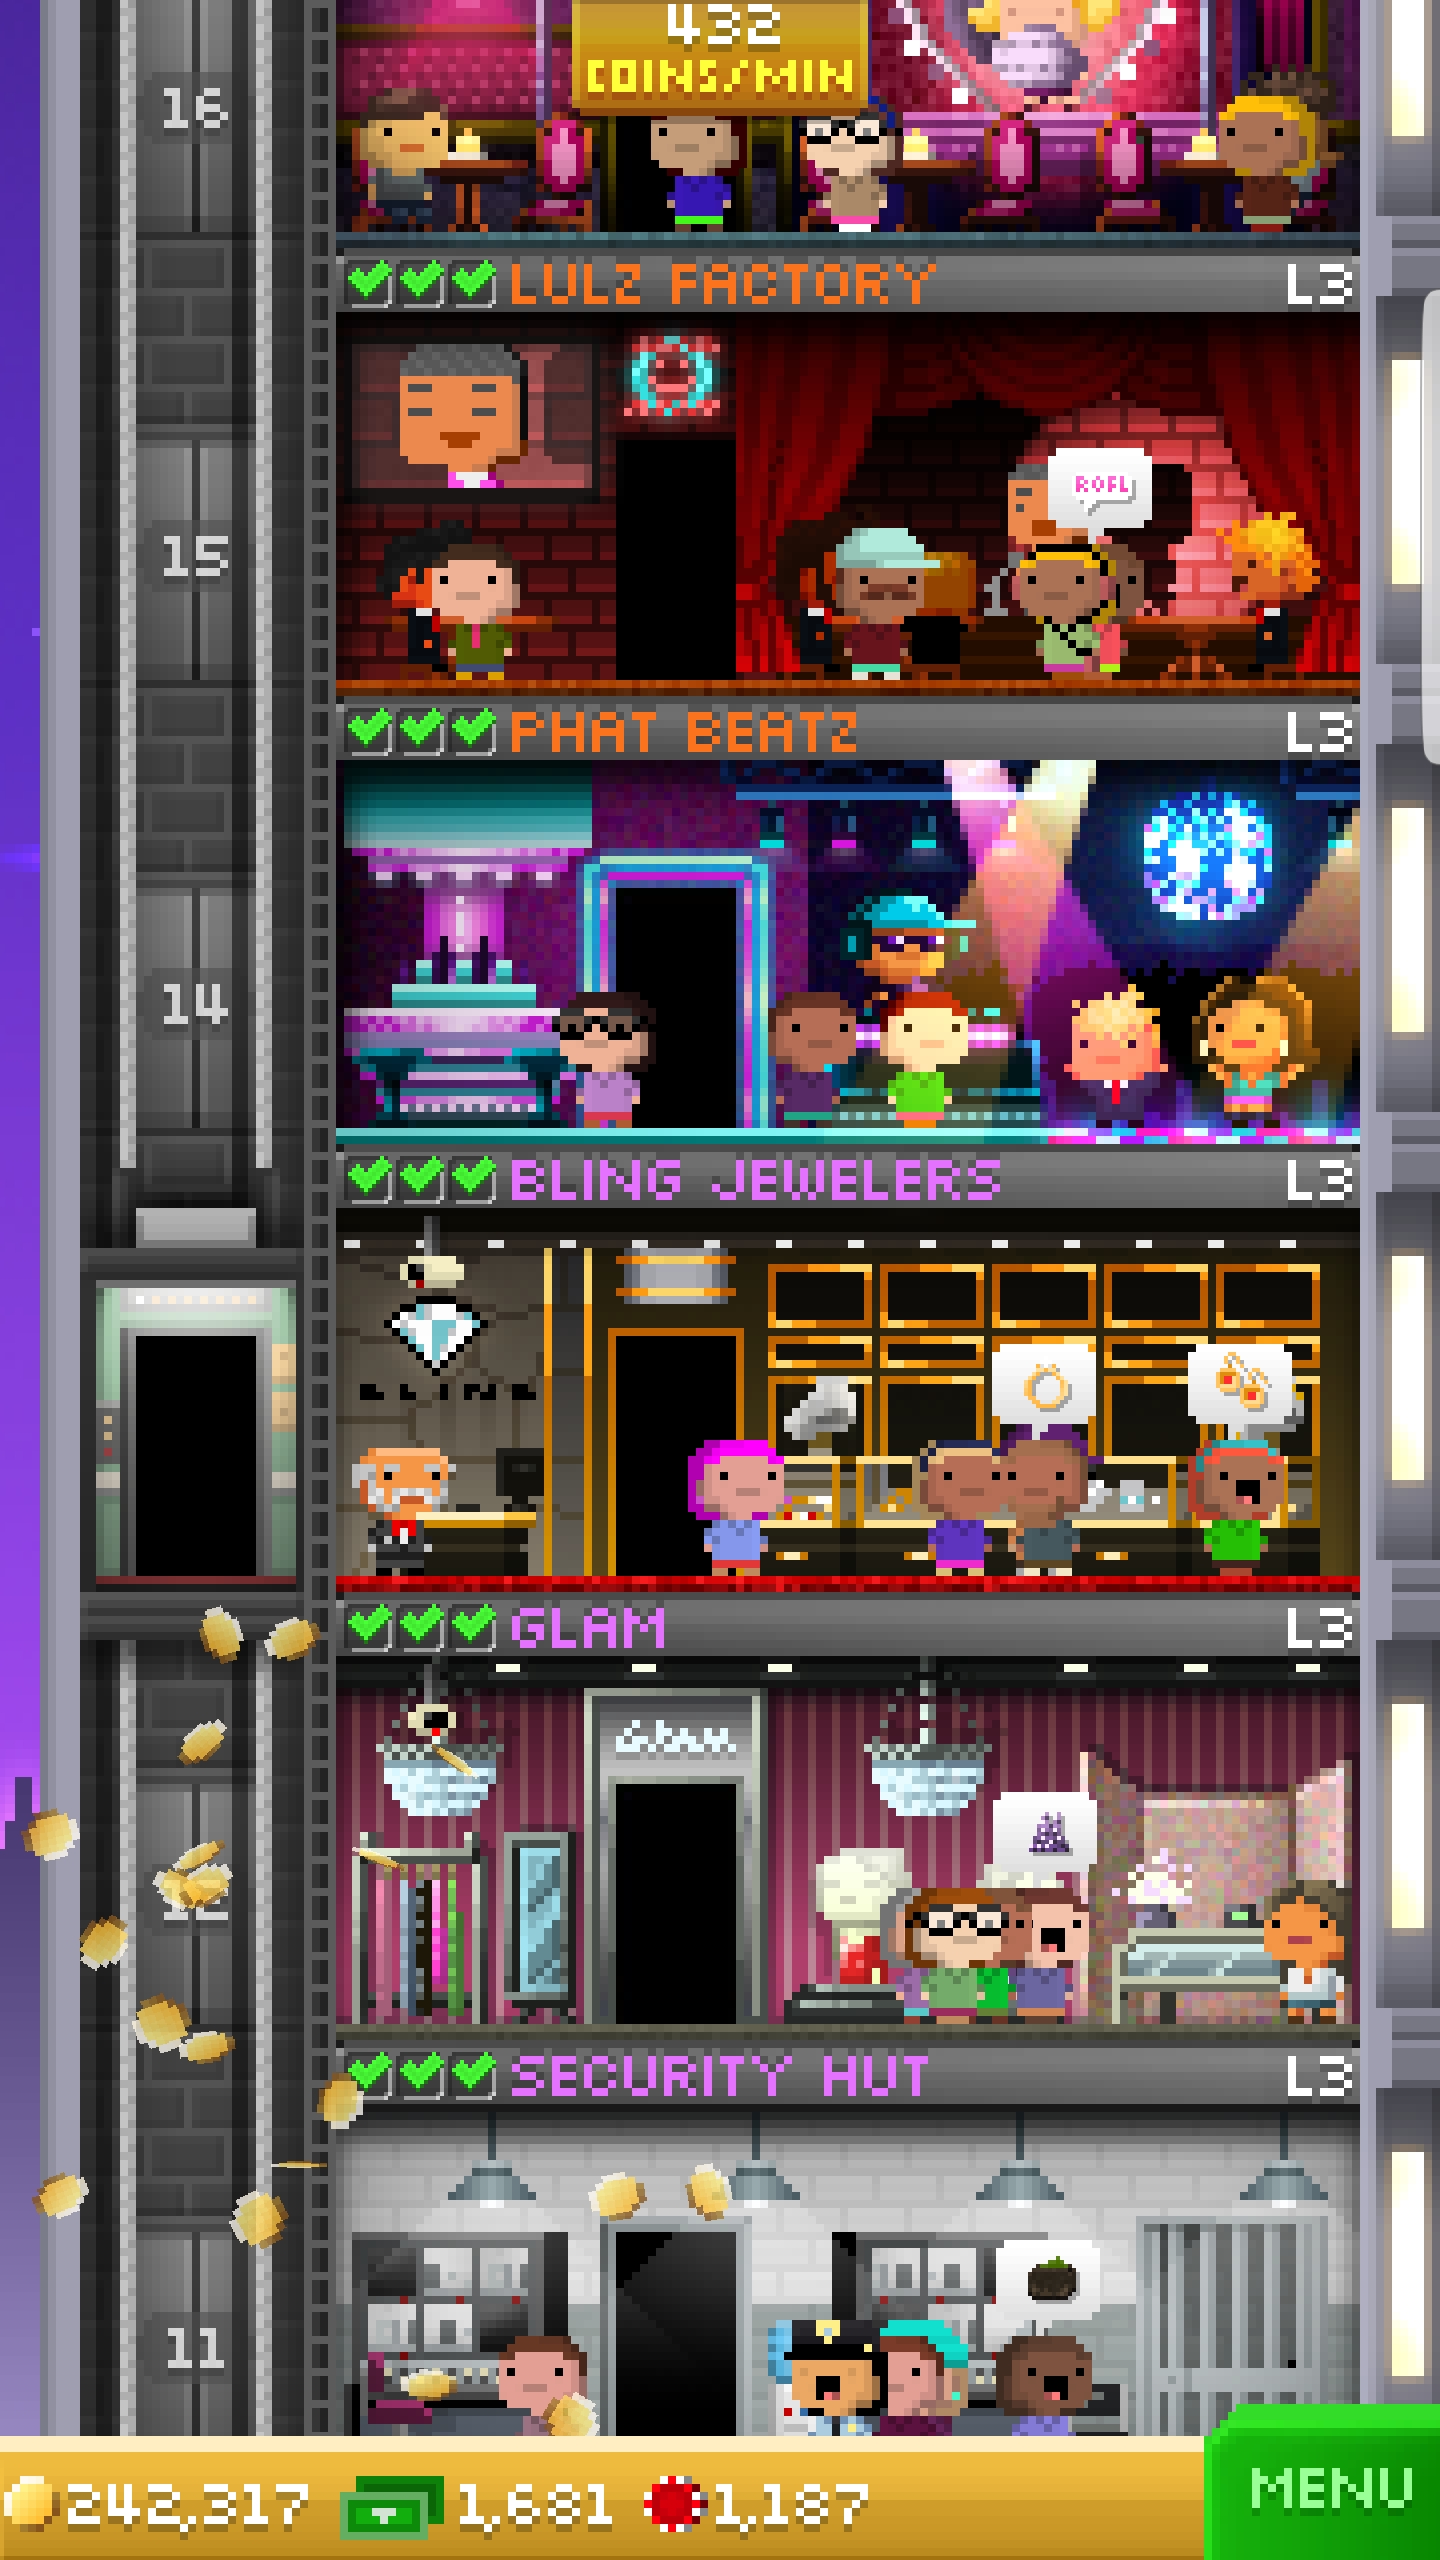 432
COINS/MIN
16
LULZ FACTORY L3
ROFL
15
PHAT BEATZ L3
14
BLING JEWELERS L3
BLING
GLAM L3
Glam
12
SECURITY HUT L3
11
242,317 1,681 1,187
MENU